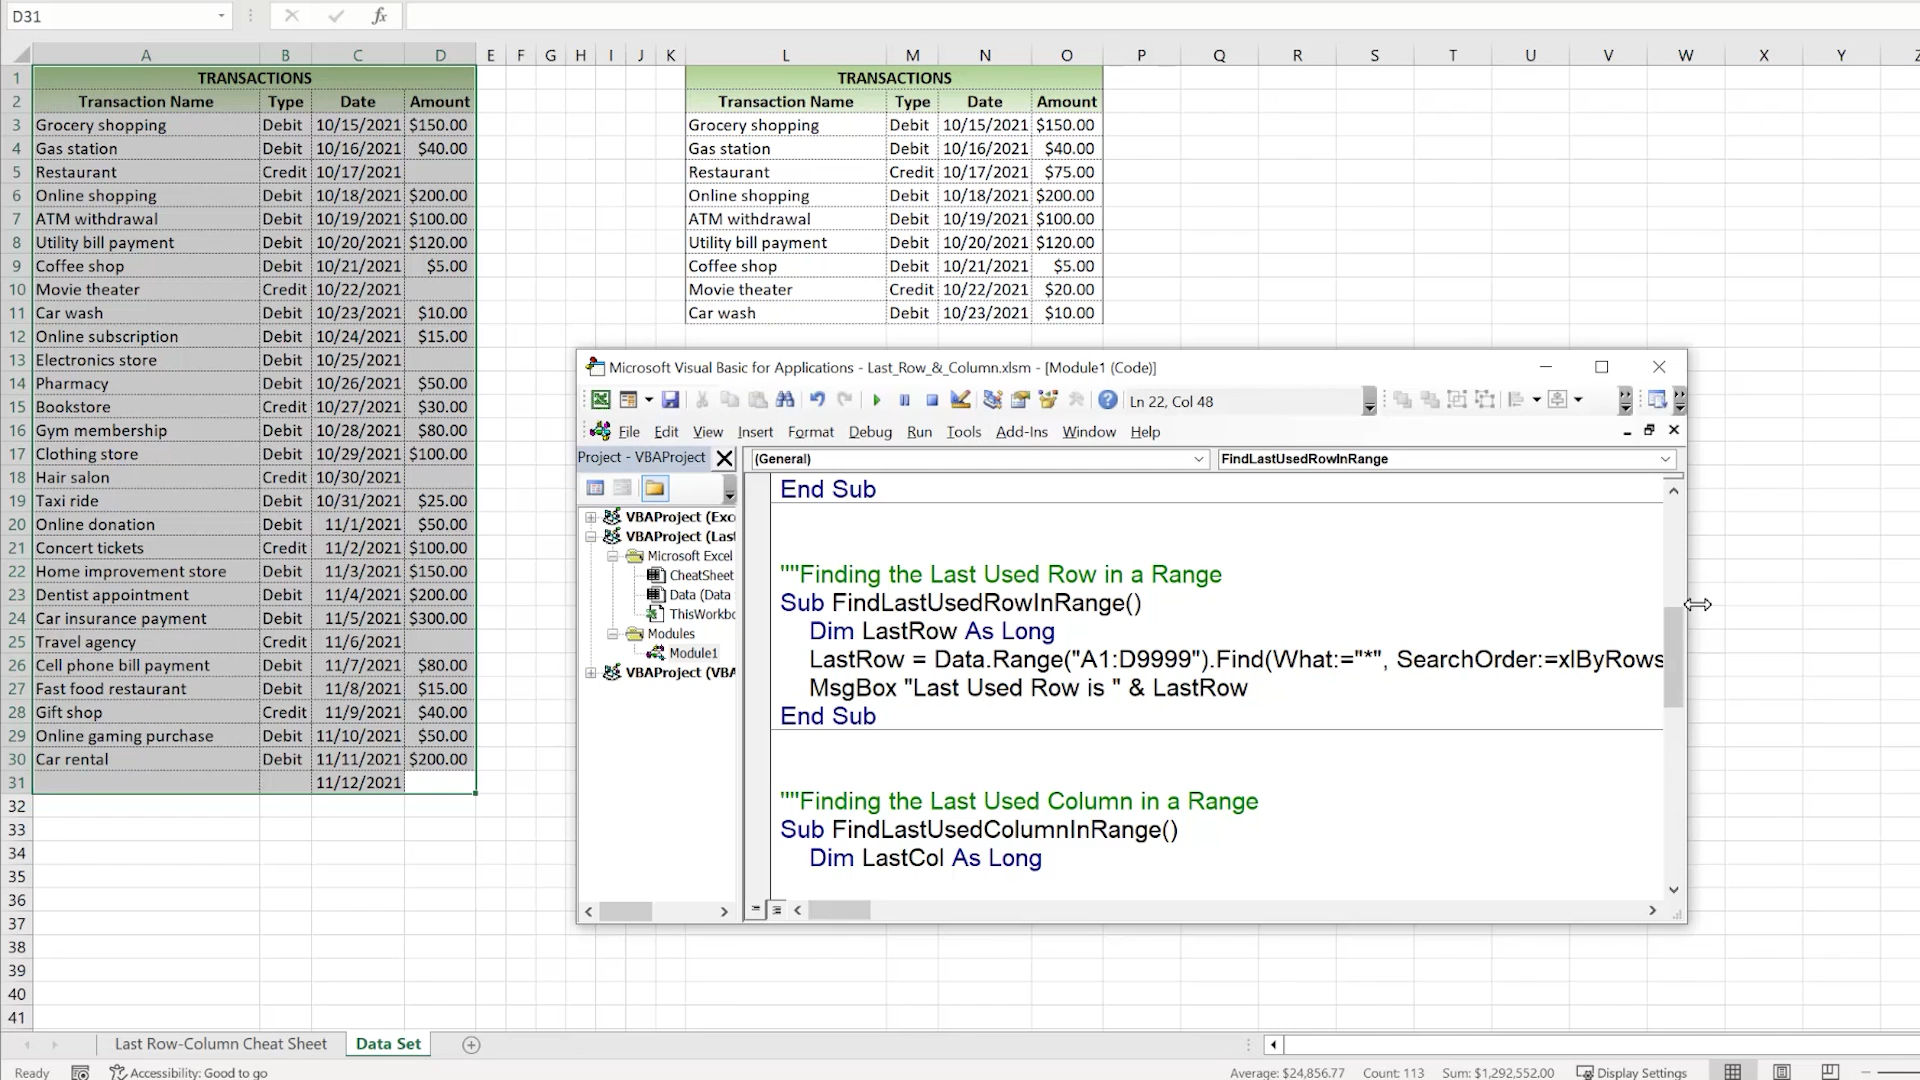 D31
fx
A B C D E F G H I J K L M N O P Q R S T U V W X Y Z
1 TRANSACTIONS TRANSACTIONS
2 Transaction Name Type Date Amount Transaction Name Type Date Amount
3 Grocery shopping Debit 10/15/2021 $150.00 Grocery shopping Debit 10/15/2021 $150.00
4 Gas station Debit 10/16/2021 $40.00 Gas station Debit 10/16/2021 $40.00
5 Restaurant Credit 10/17/2021 Restaurant Credit 10/17/2021 $75.00
6 Online shopping Debit 10/18/2021 $200.00 Online shopping Debit 10/18/2021 $200.00
7 ATM withdrawal Debit 10/19/2021 $100.00 ATM withdrawal Debit 10/19/2021 $100.00
8 Utility bill payment Debit 10/20/2021 $120.00 Utility bill payment Debit 10/20/2021 $120.00
9 Coffee shop Debit 10/21/2021 $5.00 Coffee shop Debit 10/21/2021 $5.00
10 Movie theater Credit 10/22/2021 Movie theater Credit 10/22/2021 $20.00
11 Car wash Debit 10/23/2021 $10.00 Car wash Debit 10/23/2021 $10.00
12 Online subscription Debit 10/24/2021 $15.00
13 Electronics store Debit 10/25/2021
14 Pharmacy Debit 10/26/2021 $50.00
15 Bookstore Credit 10/27/2021 $30.00
16 Gym membership Debit 10/28/2021 $80.00
17 Clothing store Debit 10/29/2021 $100.00
18 Hair salon Credit 10/30/2021
19 Taxi ride Debit 10/31/2021 $25.00
20 Online donation Debit 11/1/2021 $50.00
21 Concert tickets Credit 11/2/2021 $100.00
22 Home improvement store Debit 11/3/2021 $150.00
23 Dentist appointment Debit 11/4/2021 $200.00
24 Car insurance payment Debit 11/5/2021 $300.00
25 Travel agency Credit 11/6/2021
26 Cell phone bill payment Debit 11/7/2021 $80.00
27 Fast food restaurant Debit 11/8/2021 $15.00
28 Gift shop Credit 11/9/2021 $40.00
29 Online gaming purchase Debit 11/10/2021 $50.00
30 Car rental Debit 11/11/2021 $200.00
31 11/12/2021
32
33
34
35
36
37
38
39
40
41
Microsoft Visual Basic for Applications - Last_Row_&_Column.xlsm - [Module1 (Code)]
Ln 22, Col 48
File Edit View Insert Format Debug Run Tools Add-Ins Window Help
Project - VBAProject
(General) FindLastUsedRowInRange
VBAProject (Exc
VBAProject (Last
Microsoft Excel
CheatSheet
Data (Data
ThisWorkbo
Modules
Module1
VBAProject (VBA
End Sub
""Finding the Last Used Row in a Range
Sub FindLastUsedRowInRange()
Dim LastRow As Long
LastRow = Data.Range("A1:D9999").Find(What:="*", SearchOrder:=xlByRows
MsgBox "Last Used Row is " & LastRow
End Sub
""Finding the Last Used Column in a Range
Sub FindLastUsedColumnInRange()
Dim LastCol As Long
Last Row-Column Cheat Sheet Data Set
Ready Accessibility: Good to go Average: $24,856.77 Count: 113 Sum: $1,292,552.00 Display Settings